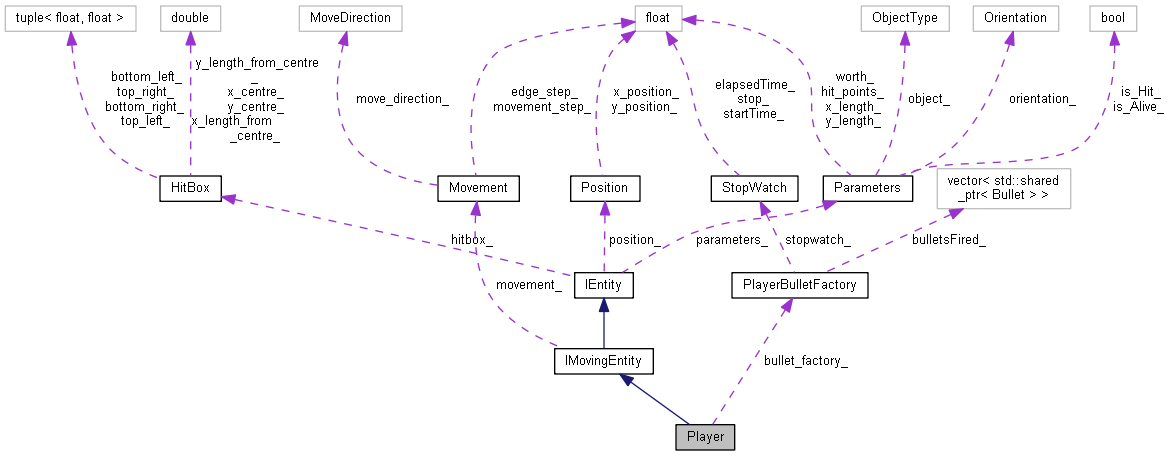 tuple< float, float >
double
MoveDirection
float
ObjectType
Orientation
bool
bottom_left_
top_right_
bottom_right_
top_left_
y_length_from_centre
_
x_centre_
y_centre_
x_length_from
_centre_
move_direction_
edge_step_
movement_step_
x_position_
y_position_
elapsedTime_
stop_
startTime_
worth_
hit_points_
x_length_
y_length_
object_
orientation_
is_Hit_
is_Alive_
HitBox
Movement
Position
StopWatch
Parameters
vector< std::shared
_ptr< Bullet > >
hitbox_
position_
parameters_
stopwatch_
bulletsFired_
movement_
IEntity
PlayerBulletFactory
IMovingEntity
bullet_factory_
Player